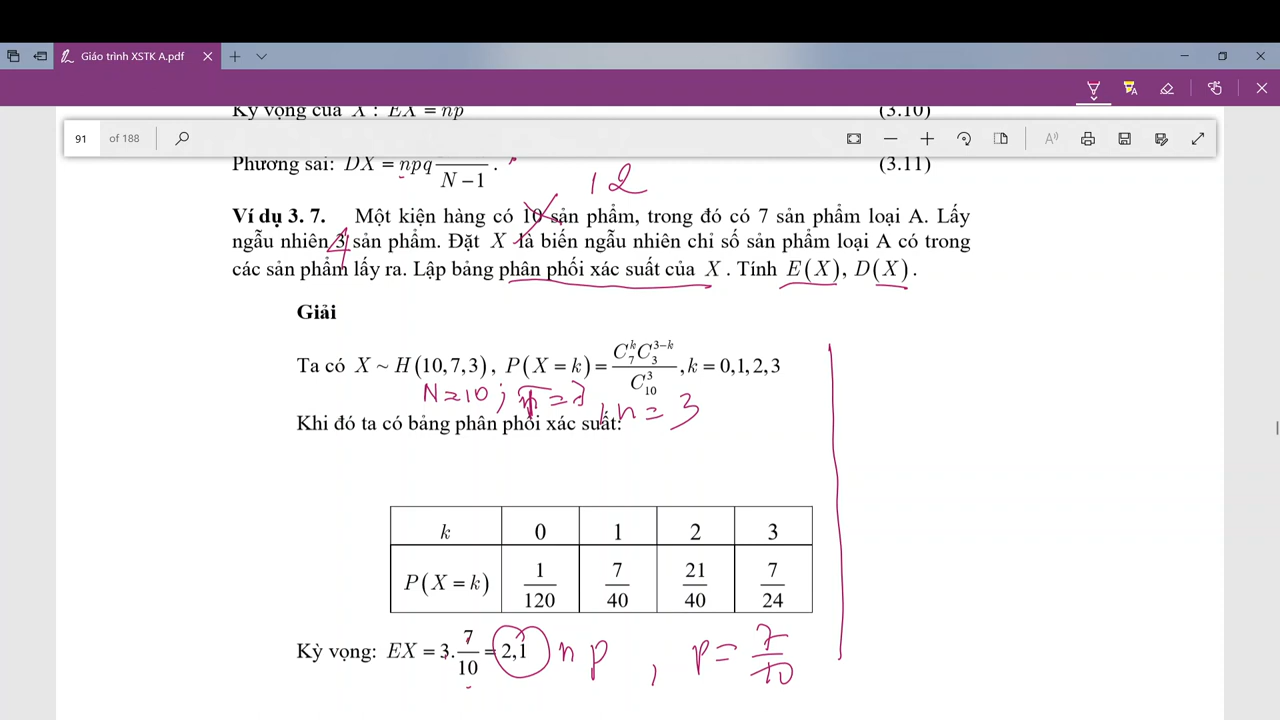 Giáo trình XSTK A.pdf
Kỳ vọng của X : EX = np (3.10)
91 of 188
Phương sai: DX = npq ――― / N −1 . (3.11)
12
Ví dụ 3. 7. Một kiện hàng có 10 sản phẩm, trong đó có 7 sản phẩm loại A. Lấy
ngẫu nhiên 3 4 sản phẩm. Đặt X là biến ngẫu nhiên chỉ số sản phẩm loại A có trong
các sản phẩm lấy ra. Lập bảng phân phối xác suất của X . Tính E(X), D(X).
Giải
Ta có X ~ H(10,7,3), P(X = k) = C_7^k C_3^{3−k} / C_10^3 , k = 0,1,2,3
N=10 ; n = 3
Khi đó ta có bảng phân phối xác suất:
k 0 1 2 3
P(X = k) 1/120 7/40 21/40 7/24
Kỳ vọng: EX = 3. 7/10 = 2,1 n p , p = 7/10